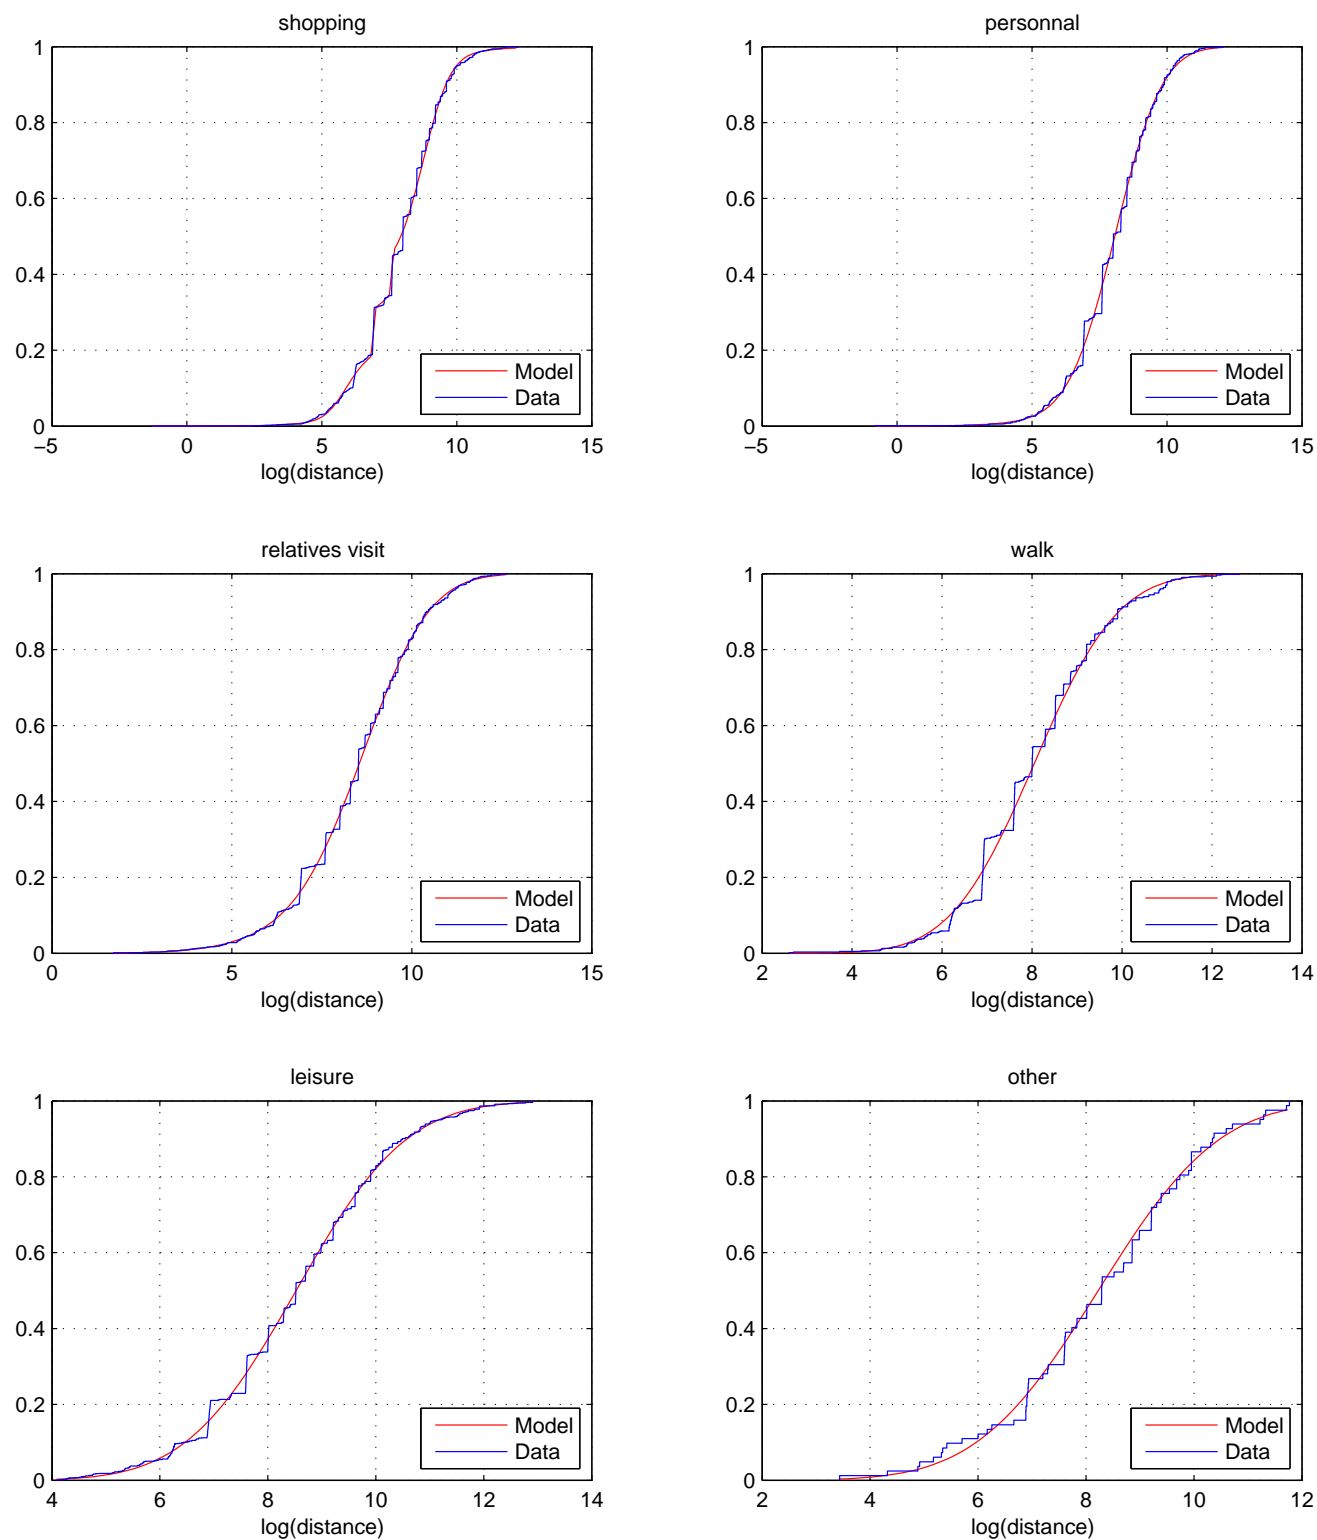 shopping
1
0.8
0.6
0.4
0.2
0
−5 0 5 10 15
log(distance)
Model
Data
personnal
1
0.8
0.6
0.4
0.2
0
−5 0 5 10 15
log(distance)
Model
Data
relatives visit
1
0.8
0.6
0.4
0.2
0
0 5 10 15
log(distance)
Model
Data
walk
1
0.8
0.6
0.4
0.2
0
2 4 6 8 10 12 14
log(distance)
Model
Data
leisure
1
0.8
0.6
0.4
0.2
0
4 6 8 10 12 14
log(distance)
Model
Data
other
1
0.8
0.6
0.4
0.2
0
2 4 6 8 10 12
log(distance)
Model
Data